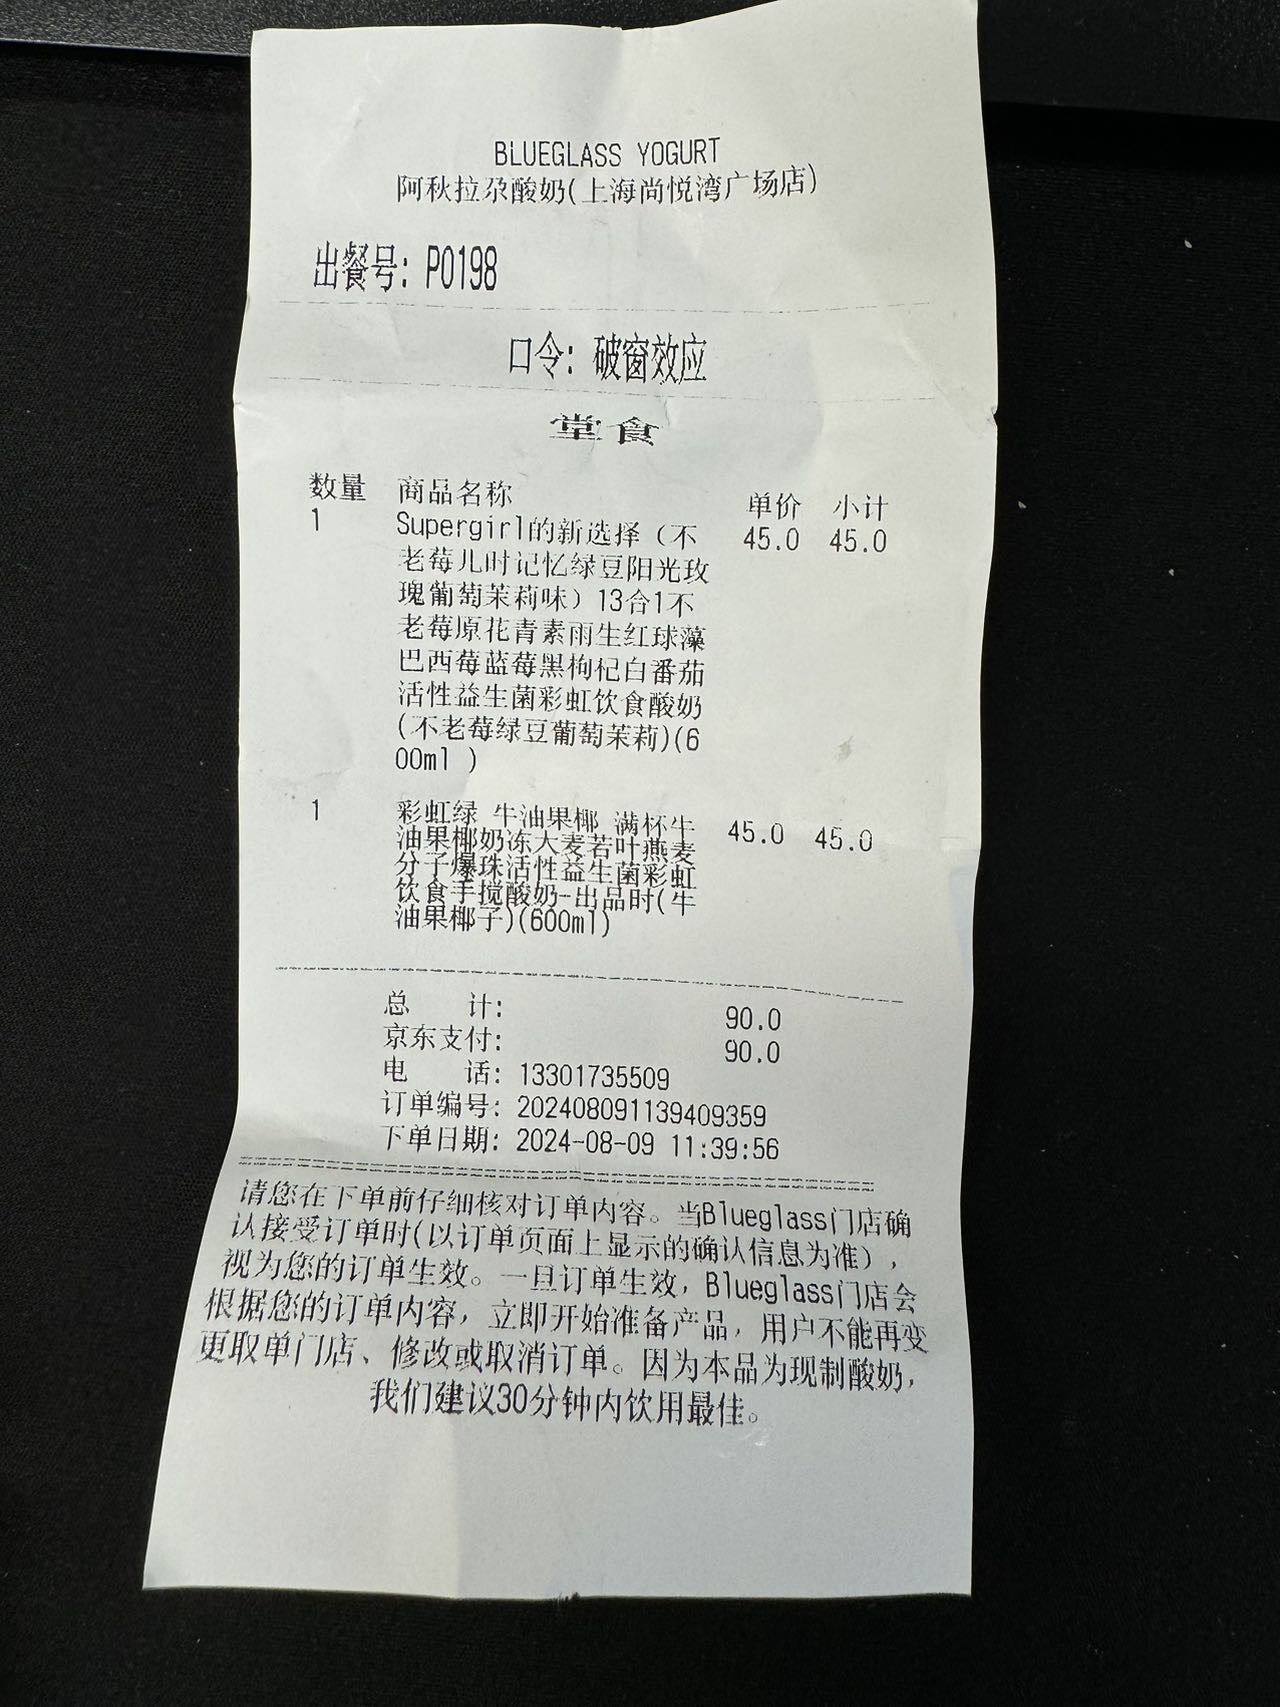 BLUEGLASS YOGURT
阿秋拉尕酸奶(上海尚悦湾广场店)
出餐号: P0198
口令: 破窗效应
堂食
数量 商品名称 单价 小计
1 Supergirl的新选择（不 45.0 45.0
老莓儿时记忆绿豆阳光玫
瑰葡萄茉莉味）13合1不
老莓原花青素雨生红球藻
巴西莓蓝莓黑枸杞白番茄
活性益生菌彩虹饮食酸奶
(不老莓绿豆葡萄茉莉)(6
00ml )
1 彩虹绿 牛油果椰 满杯牛 45.0 45.0
油果椰奶冻大麦若叶燕麦
分子爆珠活性益生菌彩虹
饮食手搅酸奶-出品时(牛
油果椰子)(600ml)
总 计: 90.0
京东支付: 90.0
电 话: 13301735509
订单编号: 202408091139409359
下单日期: 2024-08-09 11:39:56
请您在下单前仔细核对订单内容。当Blueglass门店确
认接受订单时(以订单页面上显示的确认信息为准),
视为您的订单生效。一旦订单生效, Blueglass门店会
根据您的订单内容, 立即开始准备产品, 用户不能再变
更取单门店、修改或取消订单。因为本品为现制酸奶,
我们建议30分钟内饮用最佳。